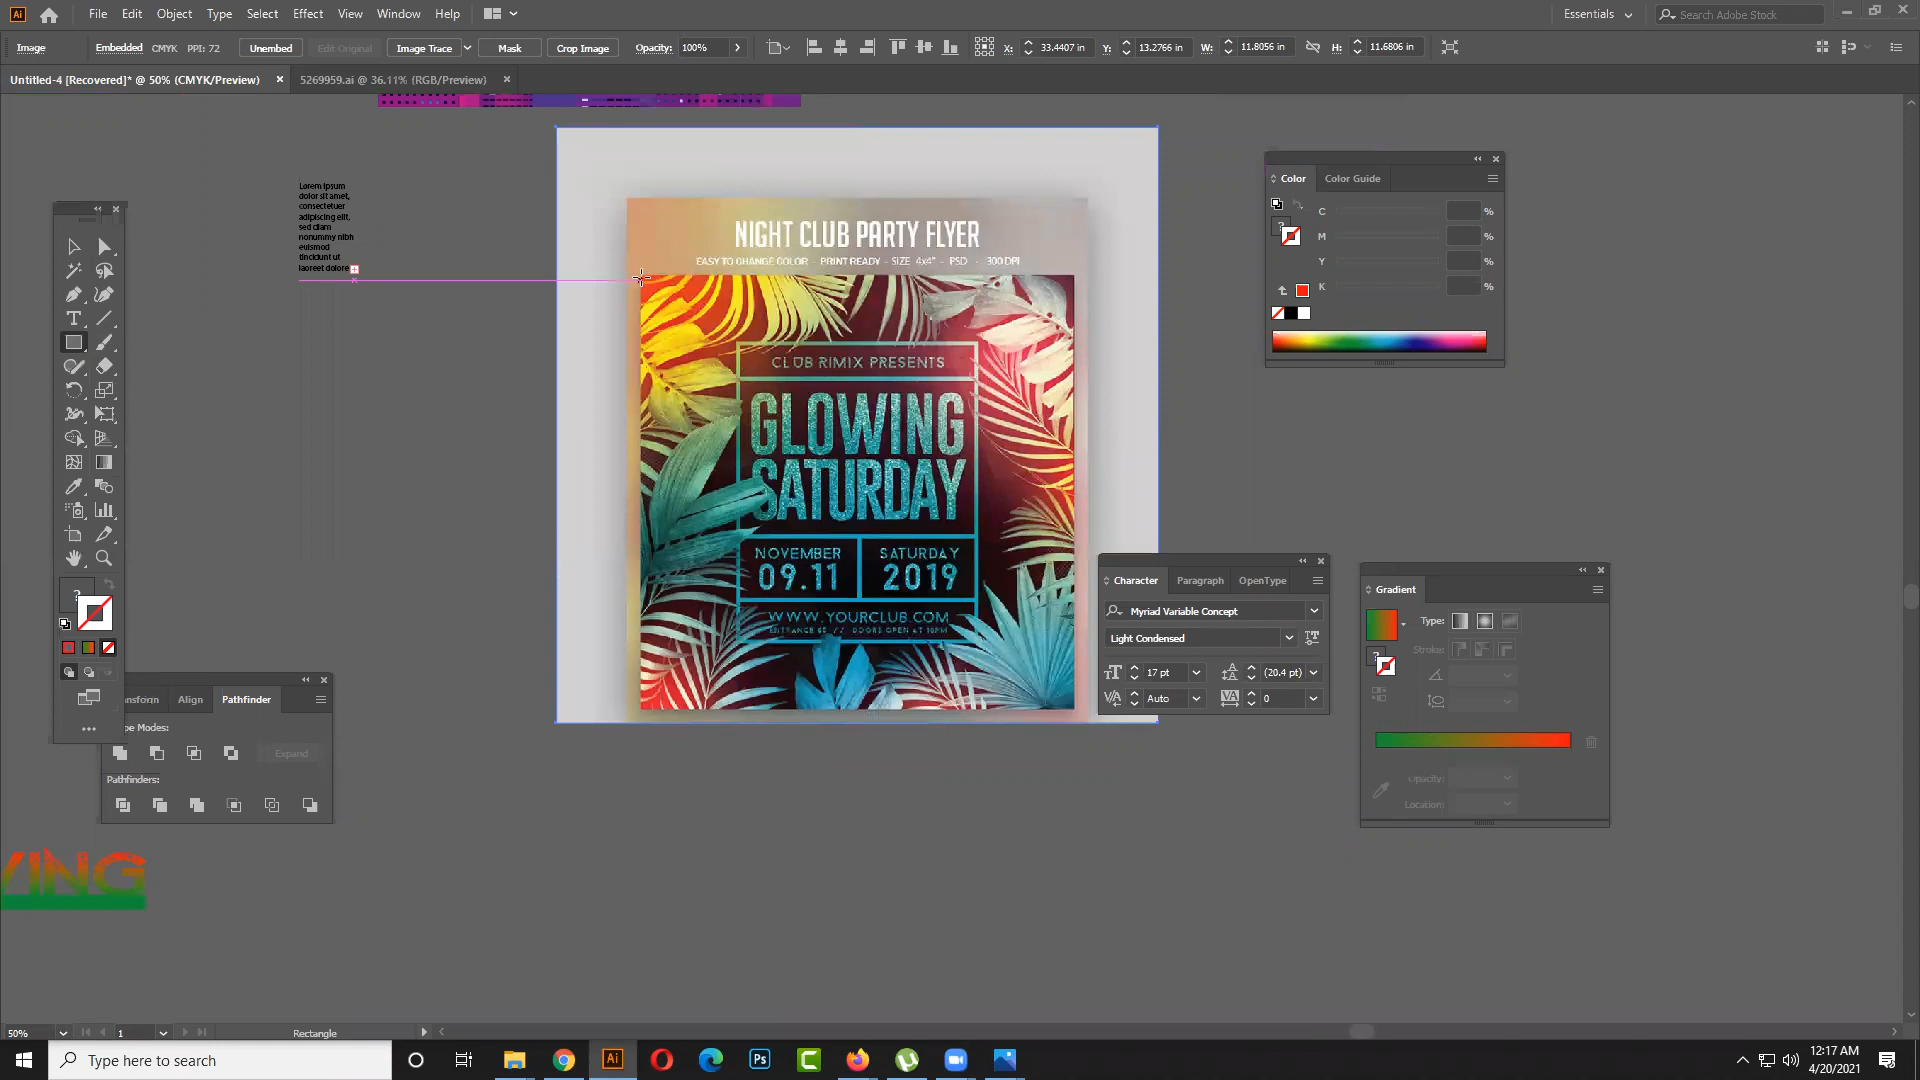 File Edit Object Type Select Effect View Window Help
Essentials
Search Adobe Stock
Image Embedded CMYK PPI: 72 Unembed Edit Original Image Trace Mask Crop Image Opacity: 100% X: 33.4407 in Y: 13.2766 in W: 11.8056 in H: 11.6806 in
Untitled-4 [Recovered]* @ 50% (CMYK/Preview)
5269959.ai @ 36.11% (RGB/Preview)
Lorem ipsum
dolor sit amet,
consectetuer
adipiscing elit,
sed diam
nonummy nibh
euismod
tincidunt ut
laoreet dolore
NIGHT CLUB PARTY FLYER
EASY TO CHANGE COLOR - PRINT READY - SIZE 4x4" - PSD - 300 DPI
CLUB RIMIX PRESENTS
GLOWING
SATURDAY
NOVEMBER
09.11
SATURDAY
2019
WWW.YOURCLUB.COM
ENTRANCE 6$ // DOORS OPEN AT 10PM
Color Color Guide
C %
M %
Y %
K %
Character Paragraph OpenType
Myriad Variable Concept
Light Condensed
17 pt (20.4 pt)
Auto 0
Gradient
Type:
Stroke:
Opacity:
Location:
ansform Align Pathfinder
pe Modes:
Expand
Pathfinders:
VING
50% 1 Rectangle
Type here to search
Ai
Ps
12:17 AM
4/20/2021